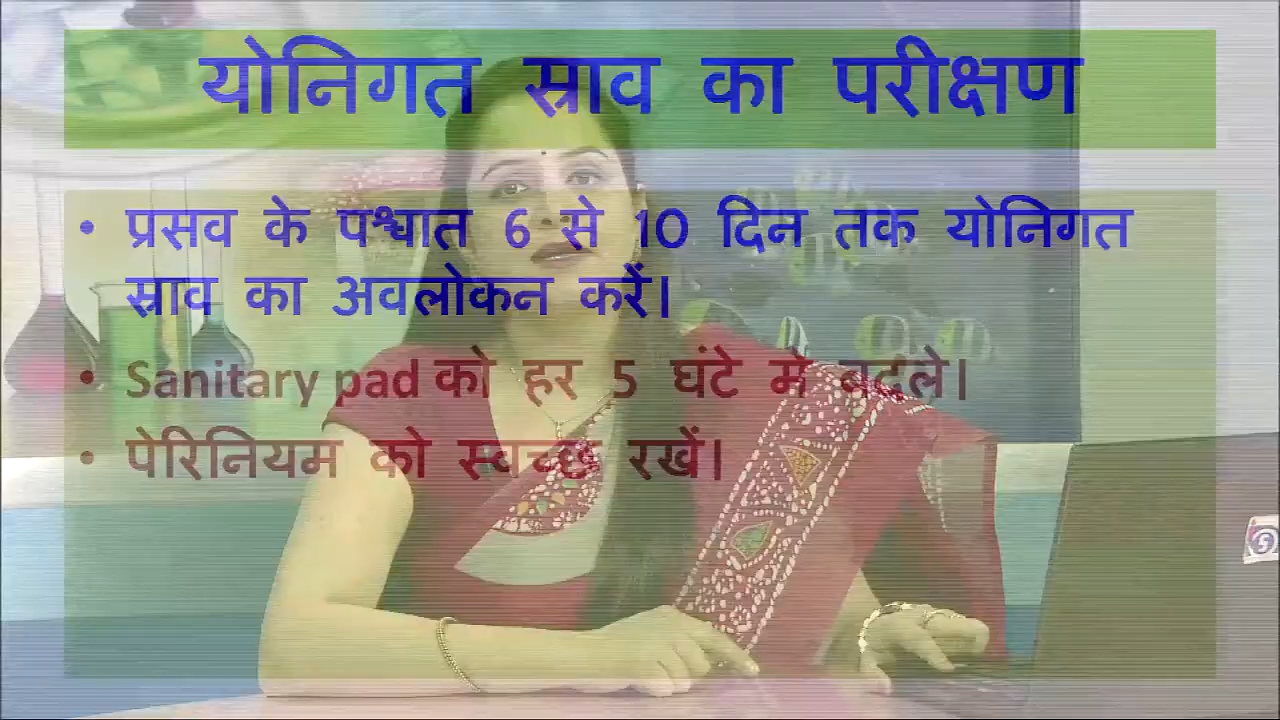 योनिगत स्राव का परीक्षण
• प्रसव के पश्चात 6 से 10 दिन तक योनिगत
स्राव का अवलोकन करें।
• Sanitary pad को हर 5 घंटे मे बदले।
• पेरिनियम को स्वच्छ रखें।